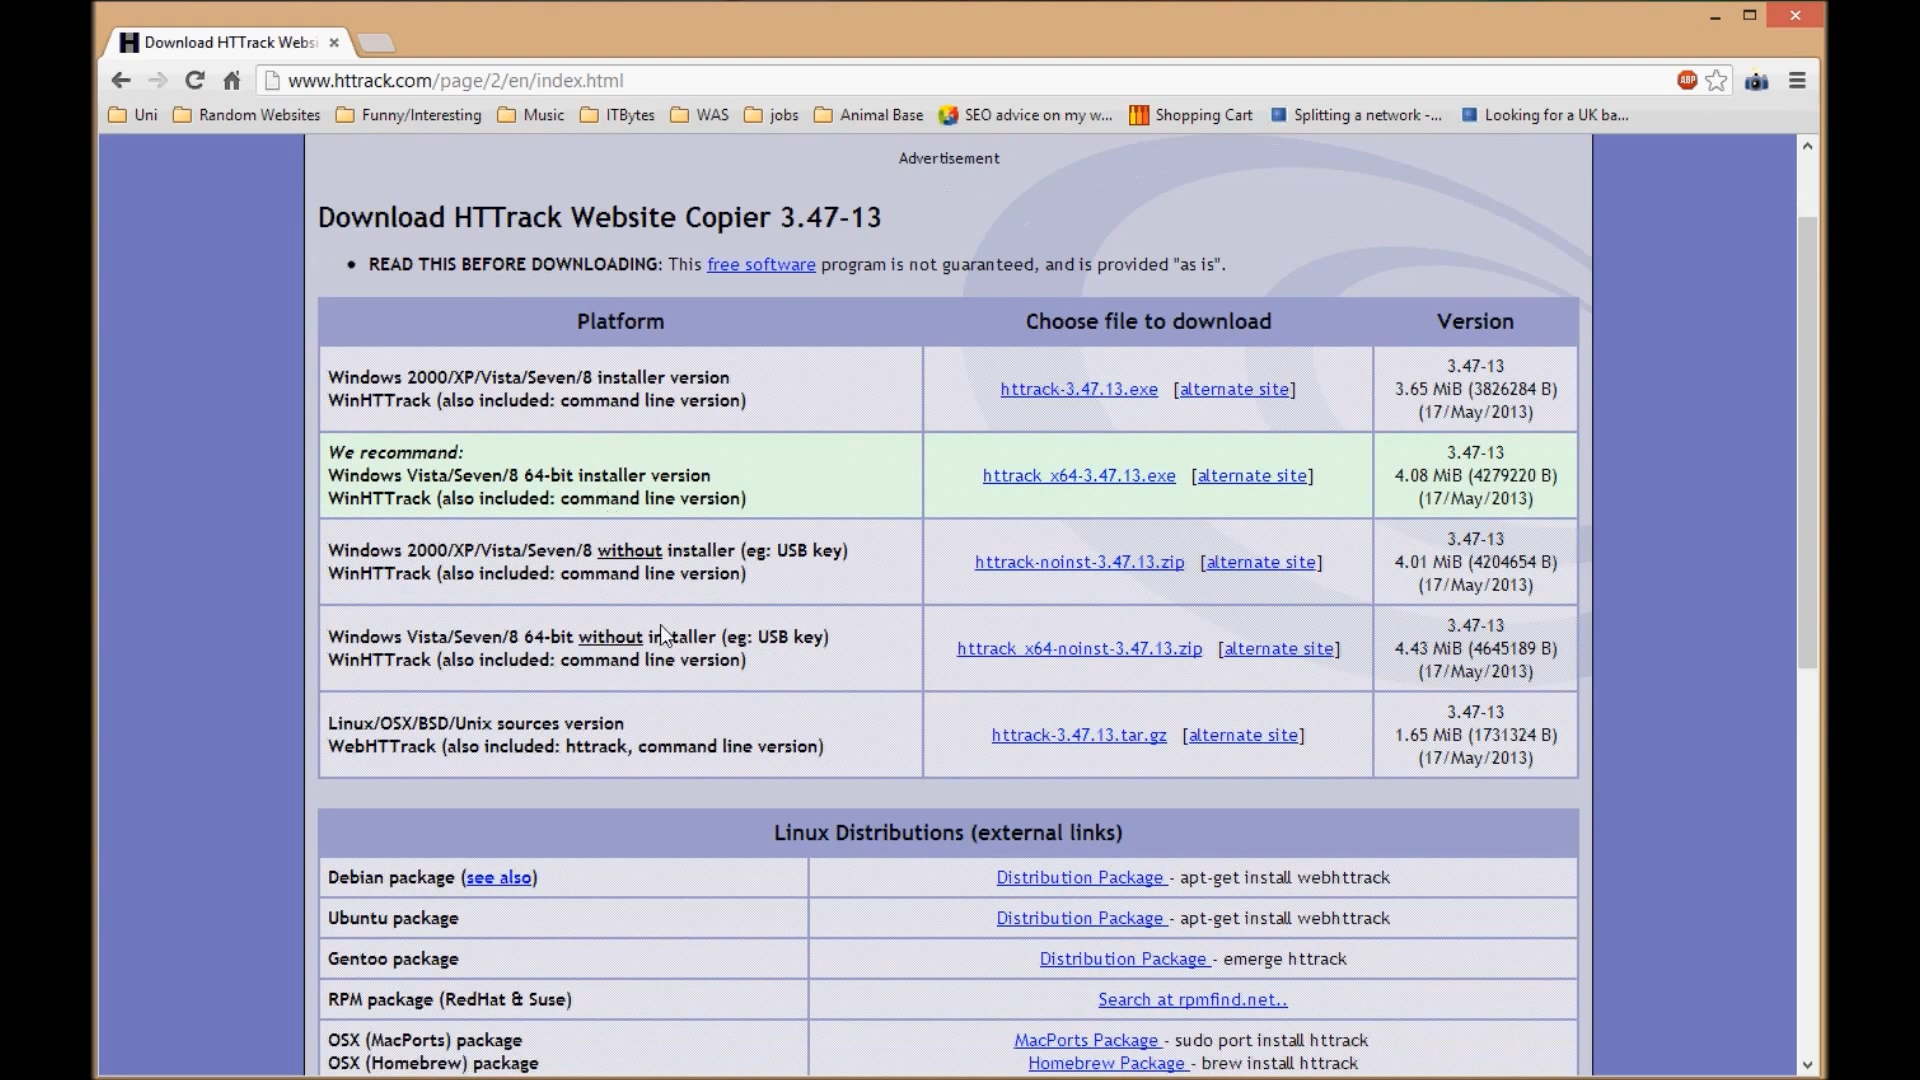 Download HTTrack Websi
www.httrack.com/page/2/en/index.html
ABP
Uni Random Websites Funny/Interesting Music ITBytes WAS jobs Animal Base SEO advice on my w... Shopping Cart Splitting a network -... Looking for a UK ba...
Advertisement
Download HTTrack Website Copier 3.47-13
• READ THIS BEFORE DOWNLOADING: This free software program is not guaranteed, and is provided "as is".
Platform Choose file to download Version
Windows 2000/XP/Vista/Seven/8 installer version
WinHTTrack (also included: command line version)
httrack-3.47.13.exe [alternate site]
3.47-13
3.65 MiB (3826284 B)
(17/May/2013)
We recommand:
Windows Vista/Seven/8 64-bit installer version
WinHTTrack (also included: command line version)
httrack_x64-3.47.13.exe [alternate site]
3.47-13
4.08 MiB (4279220 B)
(17/May/2013)
Windows 2000/XP/Vista/Seven/8 without installer (eg: USB key)
WinHTTrack (also included: command line version)
httrack-noinst-3.47.13.zip [alternate site]
3.47-13
4.01 MiB (4204654 B)
(17/May/2013)
Windows Vista/Seven/8 64-bit without installer (eg: USB key)
WinHTTrack (also included: command line version)
httrack_x64-noinst-3.47.13.zip [alternate site]
3.47-13
4.43 MiB (4645189 B)
(17/May/2013)
Linux/OSX/BSD/Unix sources version
WebHTTrack (also included: httrack, command line version)
httrack-3.47.13.tar.gz [alternate site]
3.47-13
1.65 MiB (1731324 B)
(17/May/2013)
Linux Distributions (external links)
Debian package (see also) Distribution Package - apt-get install webhttrack
Ubuntu package Distribution Package - apt-get install webhttrack
Gentoo package Distribution Package - emerge httrack
RPM package (RedHat & Suse) Search at rpmfind.net..
OSX (MacPorts) package MacPorts Package - sudo port install httrack
OSX (Homebrew) package Homebrew Package - brew install httrack